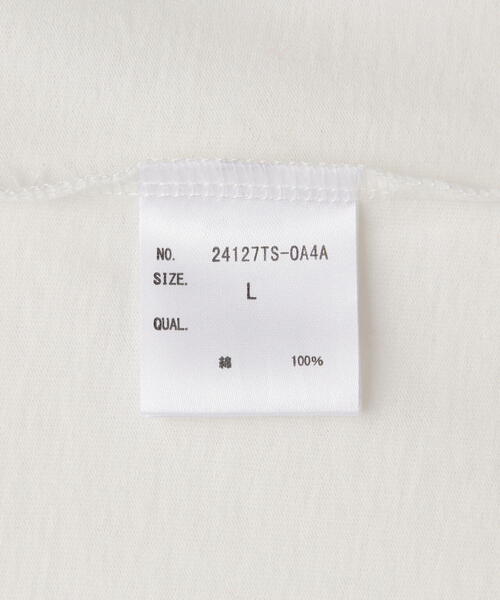 NO. 24127TS-0A4A
SIZE.
L
QUAL.
綿 100%